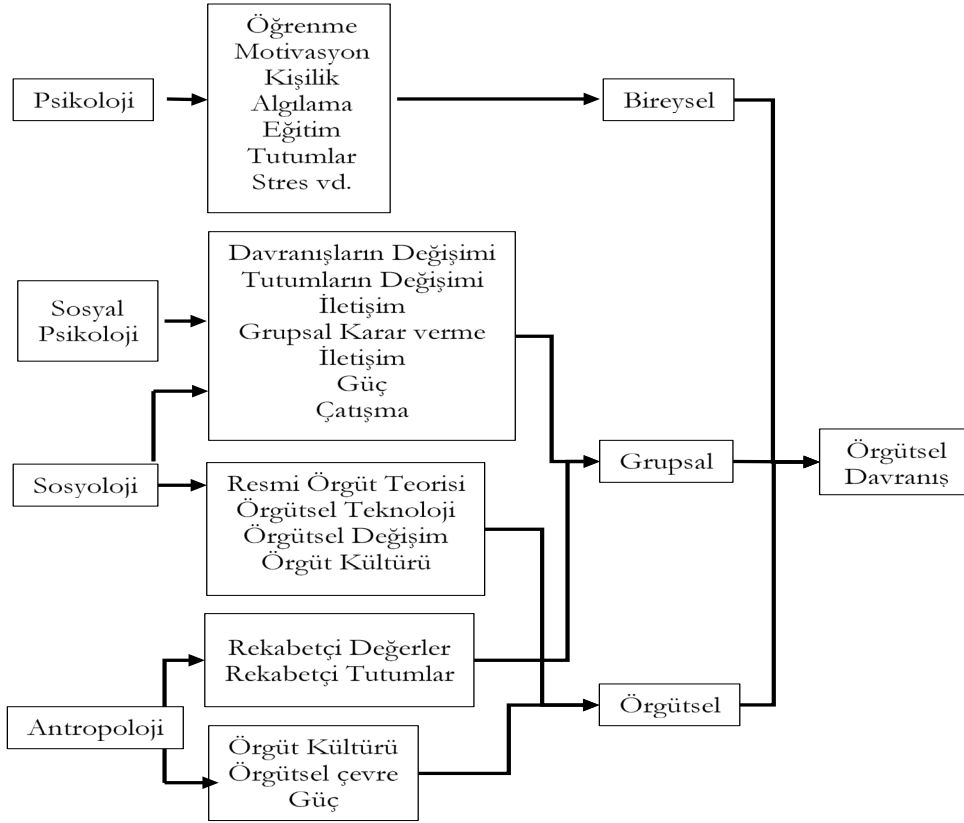 Psikoloji
Öğrenme
Motivasyon
Kişilik
Algılama
Eğitim
Tutumlar
Stres vd.
Bireysel
Sosyal
Psikoloji
Davranışların Değişimi
Tutumların Değişimi
İletişim
Grupsal Karar verme
İletişim
Güç
Çatışma
Grupsal
Örgütsel
Davranış
Sosyoloji
Resmi Örgüt Teorisi
Örgütsel Teknoloji
Örgütsel Değişim
Örgüt Kültürü
Rekabetçi Değerler
Rekabetçi Tutumlar
Örgütsel
Antropoloji
Örgüt Kültürü
Örgütsel çevre
Güç